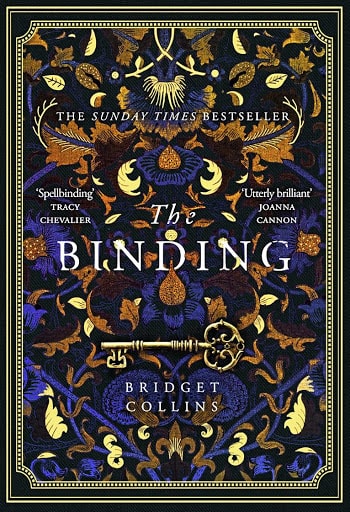 THE SUNDAY TIMES BESTSELLER
‘Spellbinding’
TRACY
CHEVALIER
‘Utterly brilliant’
JOANNA
CANNON
The
BINDING
BRIDGET
COLLINS